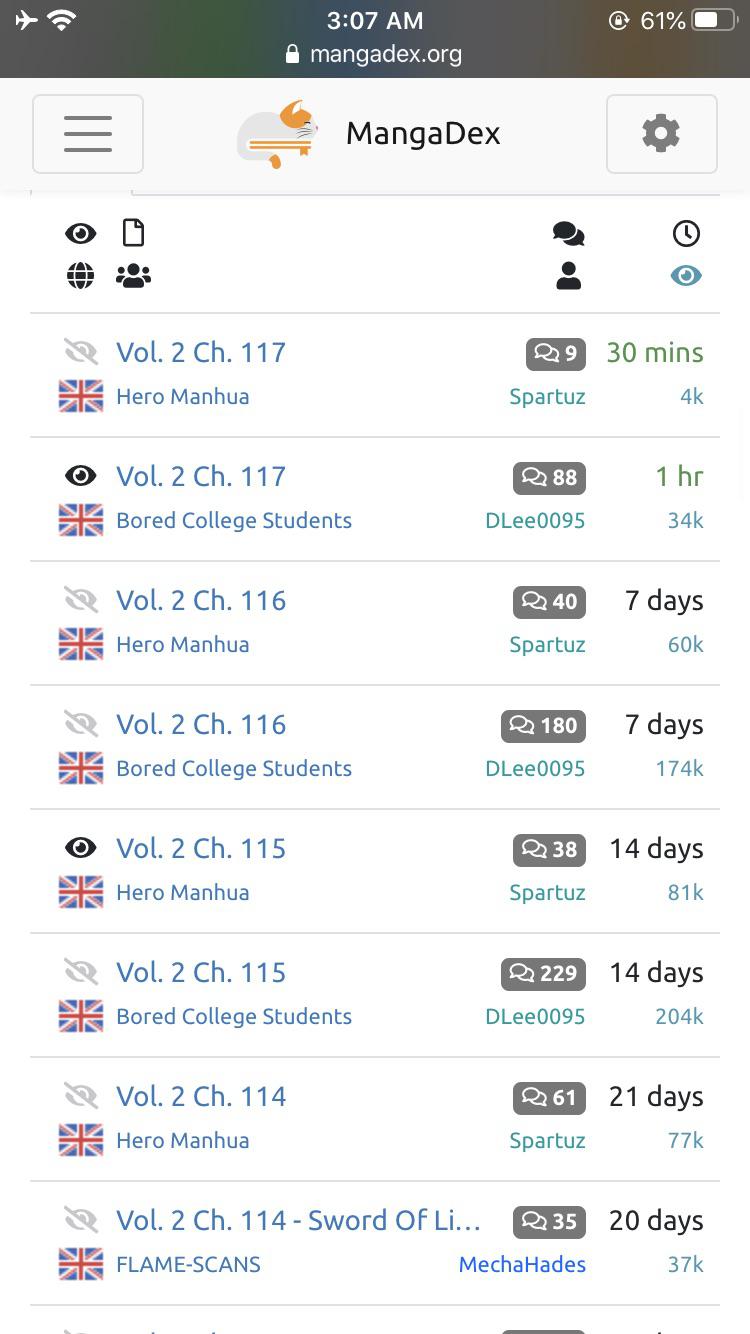 3:07 AM
61%
mangadex.org
MangaDex
Vol. 2 Ch. 117 9 30 mins
Hero Manhua Spartuz 4k
Vol. 2 Ch. 117 88 1 hr
Bored College Students DLee0095 34k
Vol. 2 Ch. 116 40 7 days
Hero Manhua Spartuz 60k
Vol. 2 Ch. 116 180 7 days
Bored College Students DLee0095 174k
Vol. 2 Ch. 115 38 14 days
Hero Manhua Spartuz 81k
Vol. 2 Ch. 115 229 14 days
Bored College Students DLee0095 204k
Vol. 2 Ch. 114 61 21 days
Hero Manhua Spartuz 77k
Vol. 2 Ch. 114 - Sword Of Li... 35 20 days
FLAME-SCANS MechaHades 37k